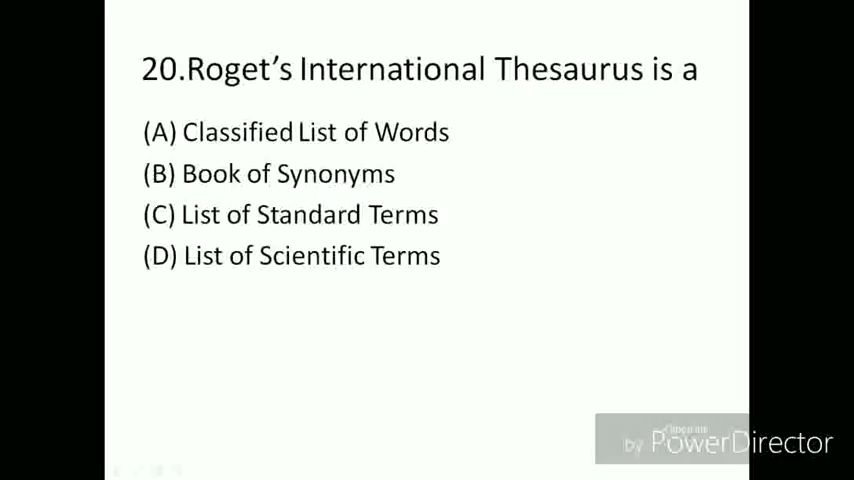 20.Roget's International Thesaurus is a
(A) Classified List of Words
(B) Book of Synonyms
(C) List of Standard Terms
(D) List of Scientific Terms
by PowerDirector